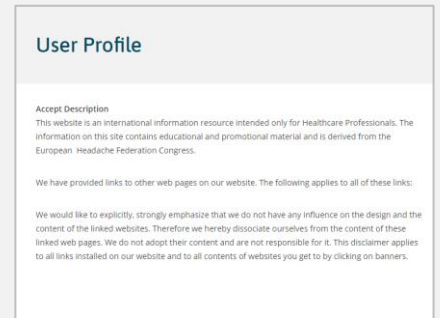 User Profile
Accept Description
This website is an international information resource intended only for Healthcare Professionals. The
information on this site contains educational and promotional material and is derived from the
European Headache Federation Congress.
We have provided links to other web pages on our website. The following applies to all of these links:
We would like to explicitly, strongly emphasize that we do not have any influence on the design and the
content of the linked websites. Therefore we hereby dissociate ourselves from the content of these
linked web pages. We do not adopt their content and are not responsible for it. This disclaimer applies
to all links installed on our website and to all contents of websites you get to by clicking on banners.